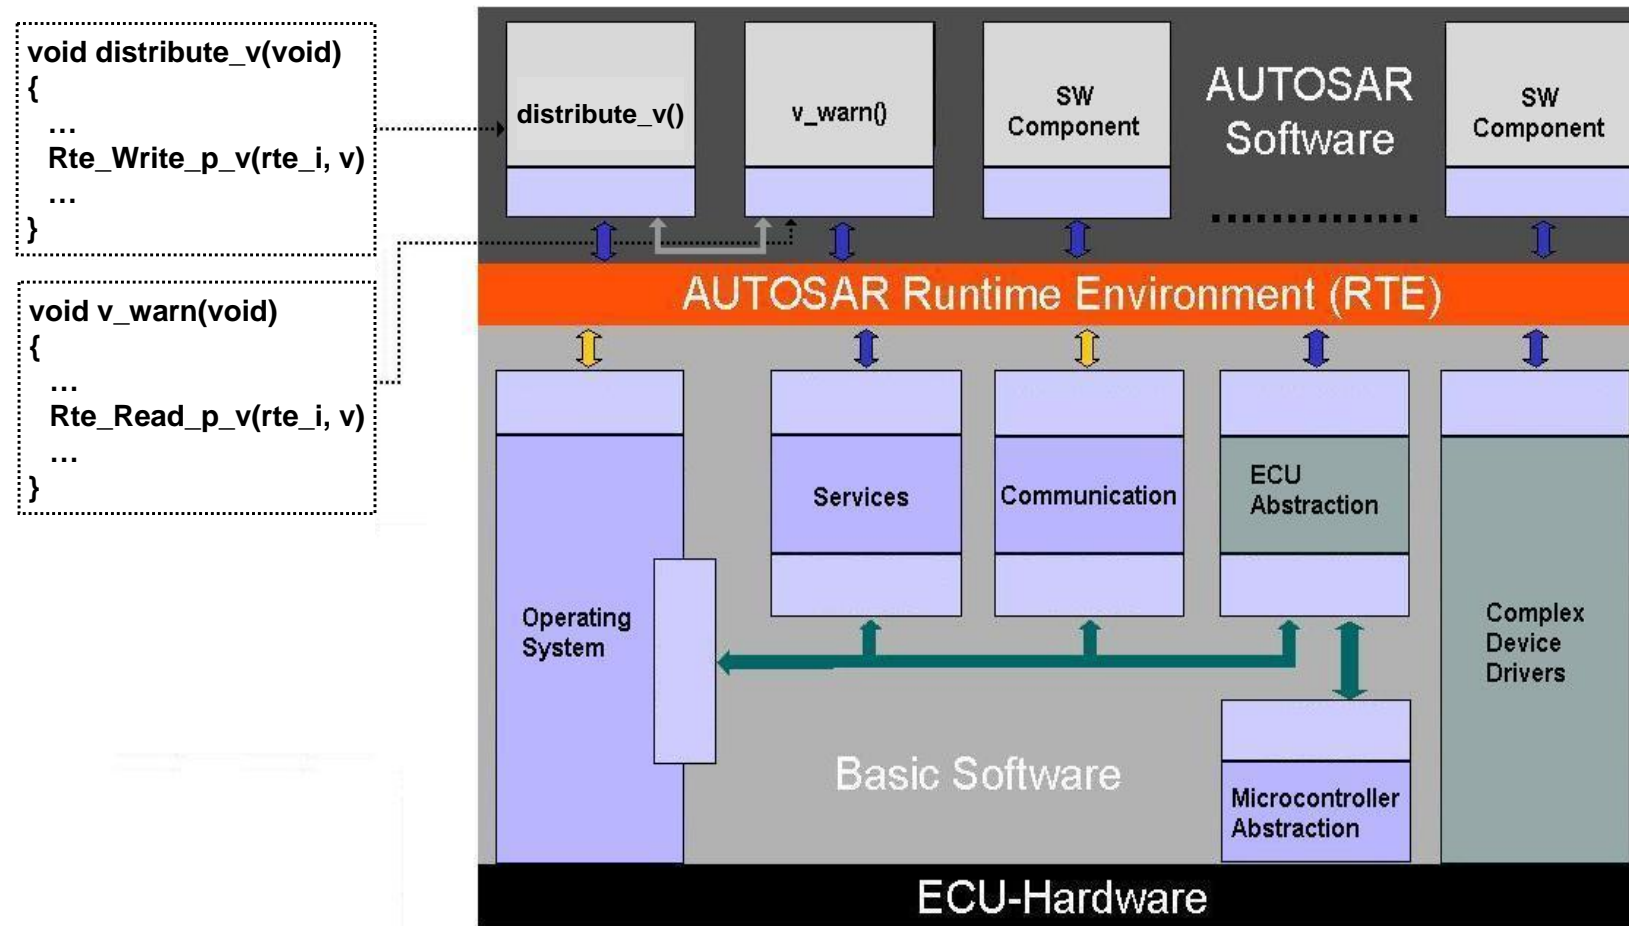 void distribute_v(void)
{
…
Rte_Write_p_v(rte_i, v)
…
}
void v_warn(void)
{
…
Rte_Read_p_v(rte_i, v)
…
}
distribute_v()
v_warn()
SW
Component
AUTOSAR
Software
SW
Component
AUTOSAR Runtime Environment (RTE)
Operating
System
Services
Communication
ECU
Abstraction
Complex
Device
Drivers
Basic Software
Microcontroller
Abstraction
ECU-Hardware